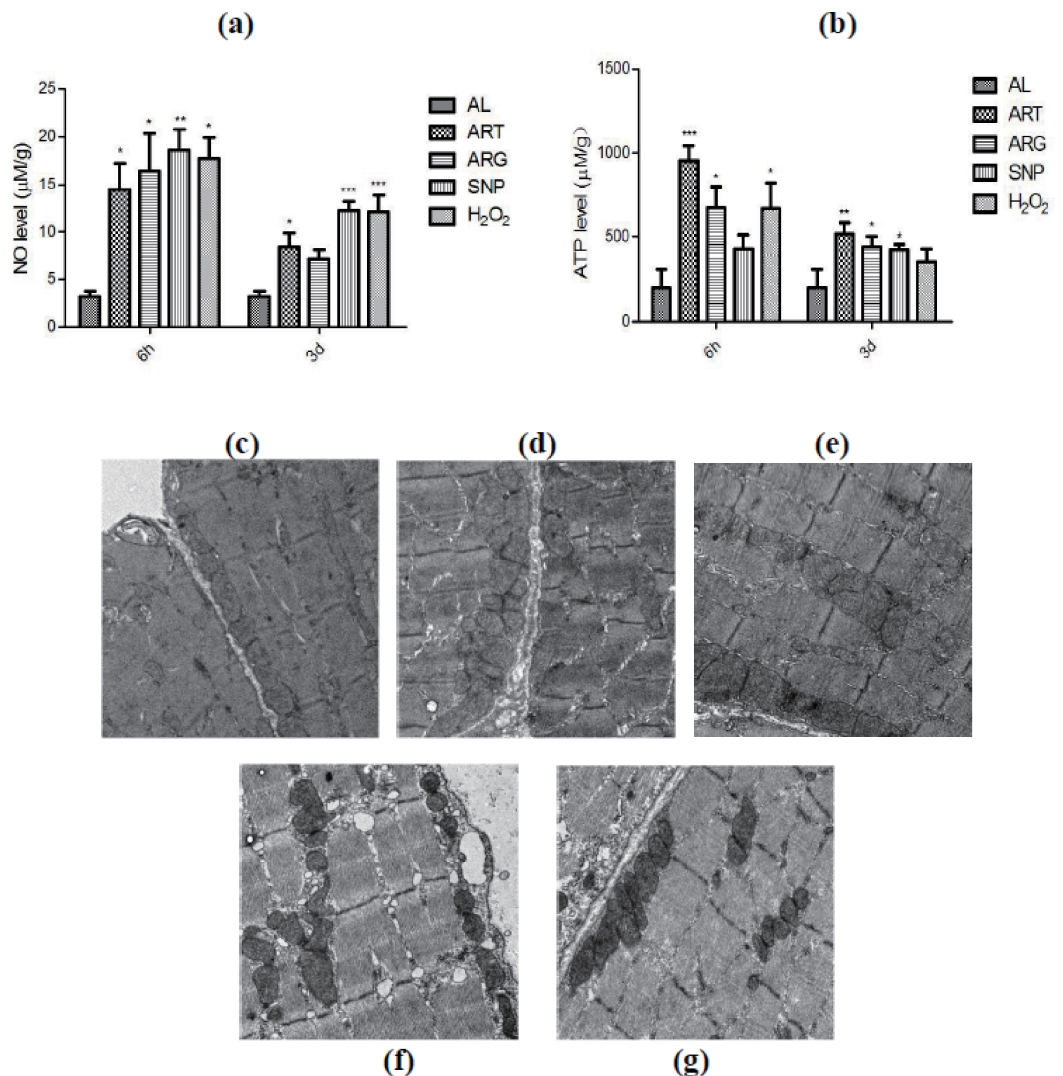 (a)
NO level (μM/g)
25
20
15
10
5
0
* * ** *
* *** ***
6h 3d
AL
ART
ARG
SNP
H₂O₂
(b)
ATP level (μM/g)
1500
1000
500
0
*** * *
** * *
6h 3d
AL
ART
ARG
SNP
H₂O₂
(c) (d) (e)
(f) (g)